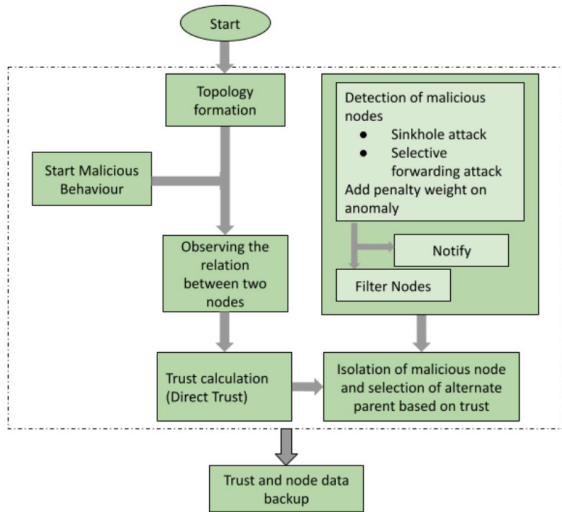 Start
Topology
formation
Start Malicious
Behaviour
Observing the
relation
between two
nodes
Trust calculation
(Direct Trust)
Detection of malicious
nodes
● Sinkhole attack
● Selective
forwarding attack
Add penalty weight on
anomaly
Notify
Filter Nodes
Isolation of malicious node
and selection of alternate
parent based on trust
Trust and node data
backup